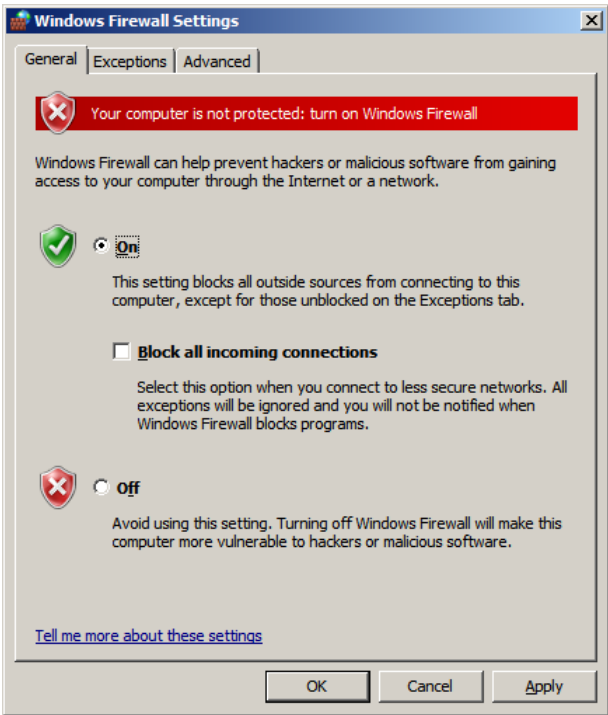 Windows Firewall Settings
General Exceptions Advanced
Your computer is not protected: turn on Windows Firewall
Windows Firewall can help prevent hackers or malicious software from gaining
access to your computer through the Internet or a network.
On
This setting blocks all outside sources from connecting to this
computer, except for those unblocked on the Exceptions tab.
Block all incoming connections
Select this option when you connect to less secure networks. All
exceptions will be ignored and you will not be notified when
Windows Firewall blocks programs.
Off
Avoid using this setting. Turning off Windows Firewall will make this
computer more vulnerable to hackers or malicious software.
Tell me more about these settings
OK Cancel Apply